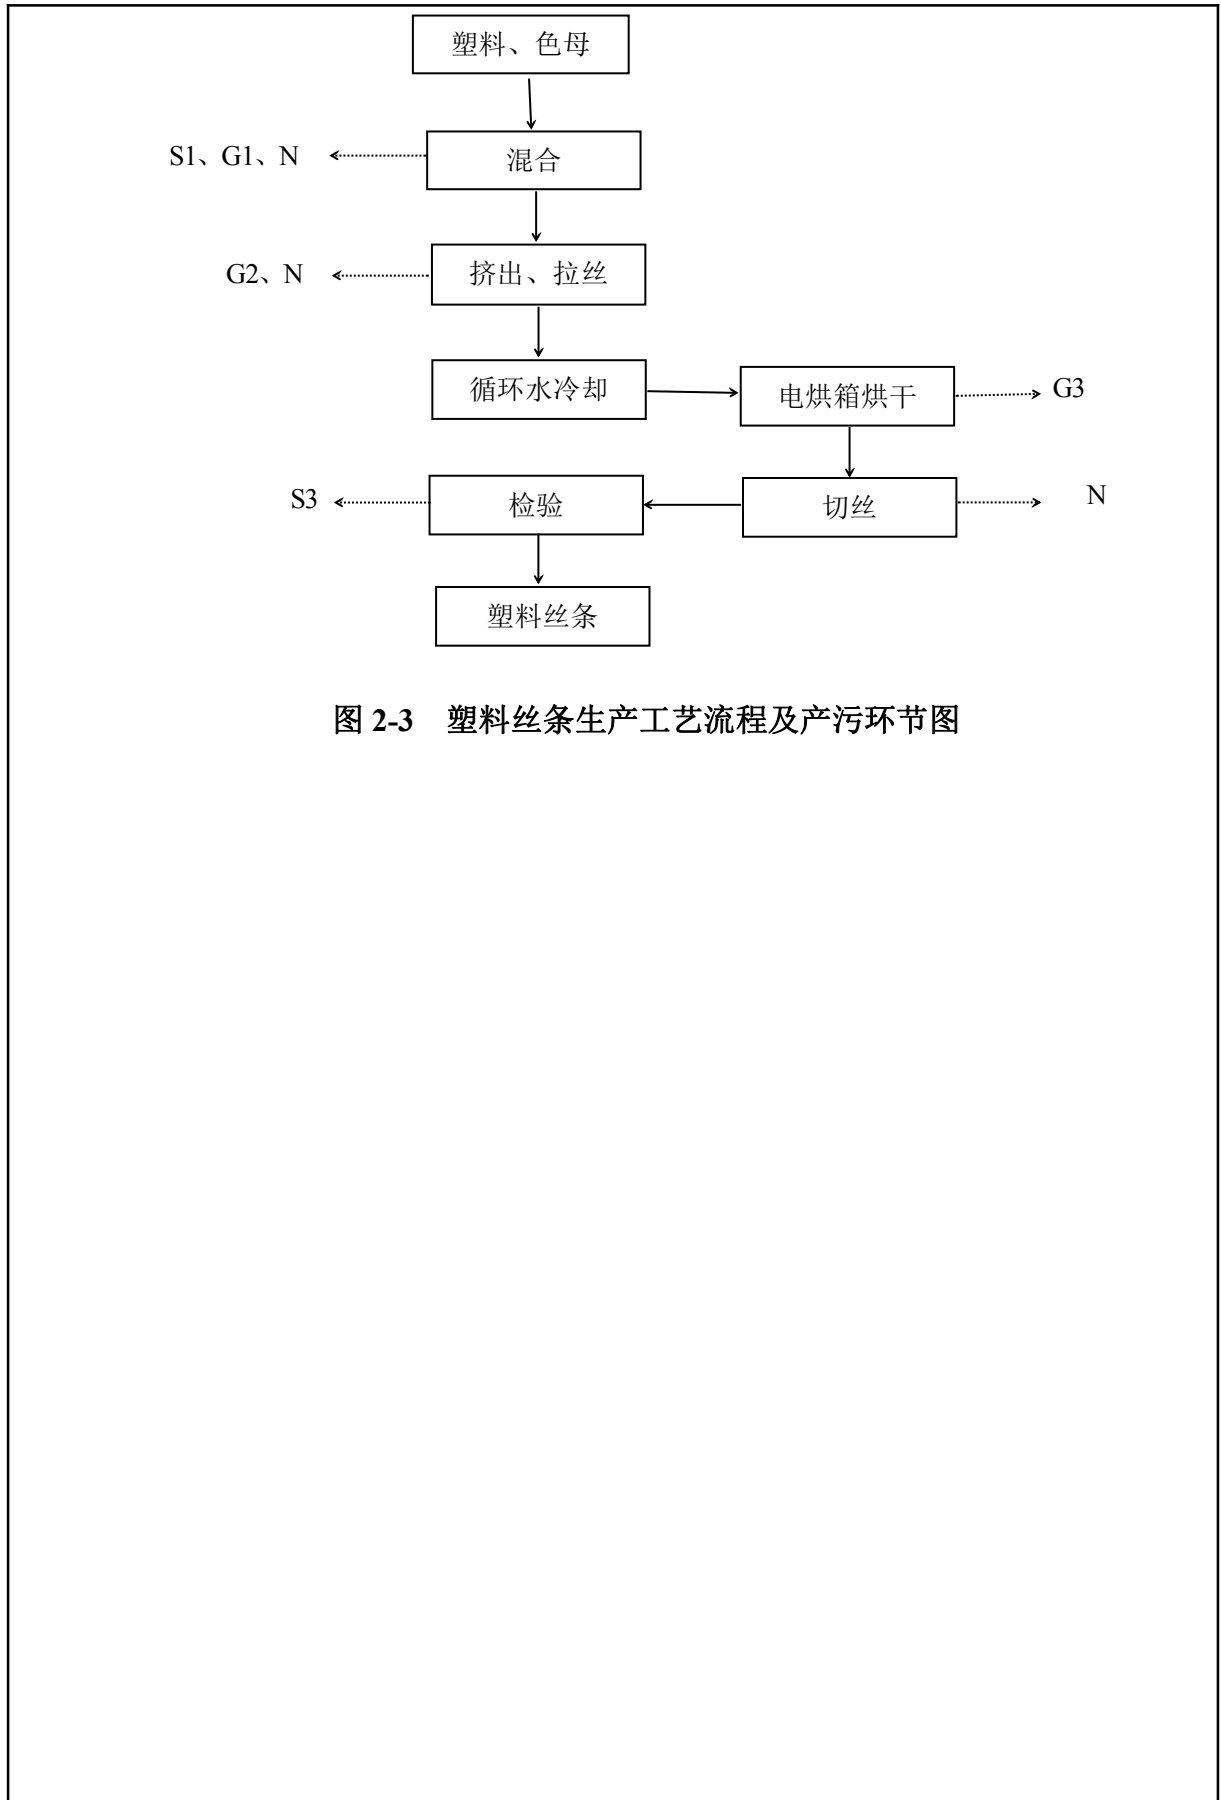 塑料、色母
S1、G1、N
混合
G2、N
挤出、拉丝
循环水冷却
电烘箱烘干
G3
S3
检验
切丝
N
塑料丝条
图 2-3 塑料丝条生产工艺流程及产污环节图